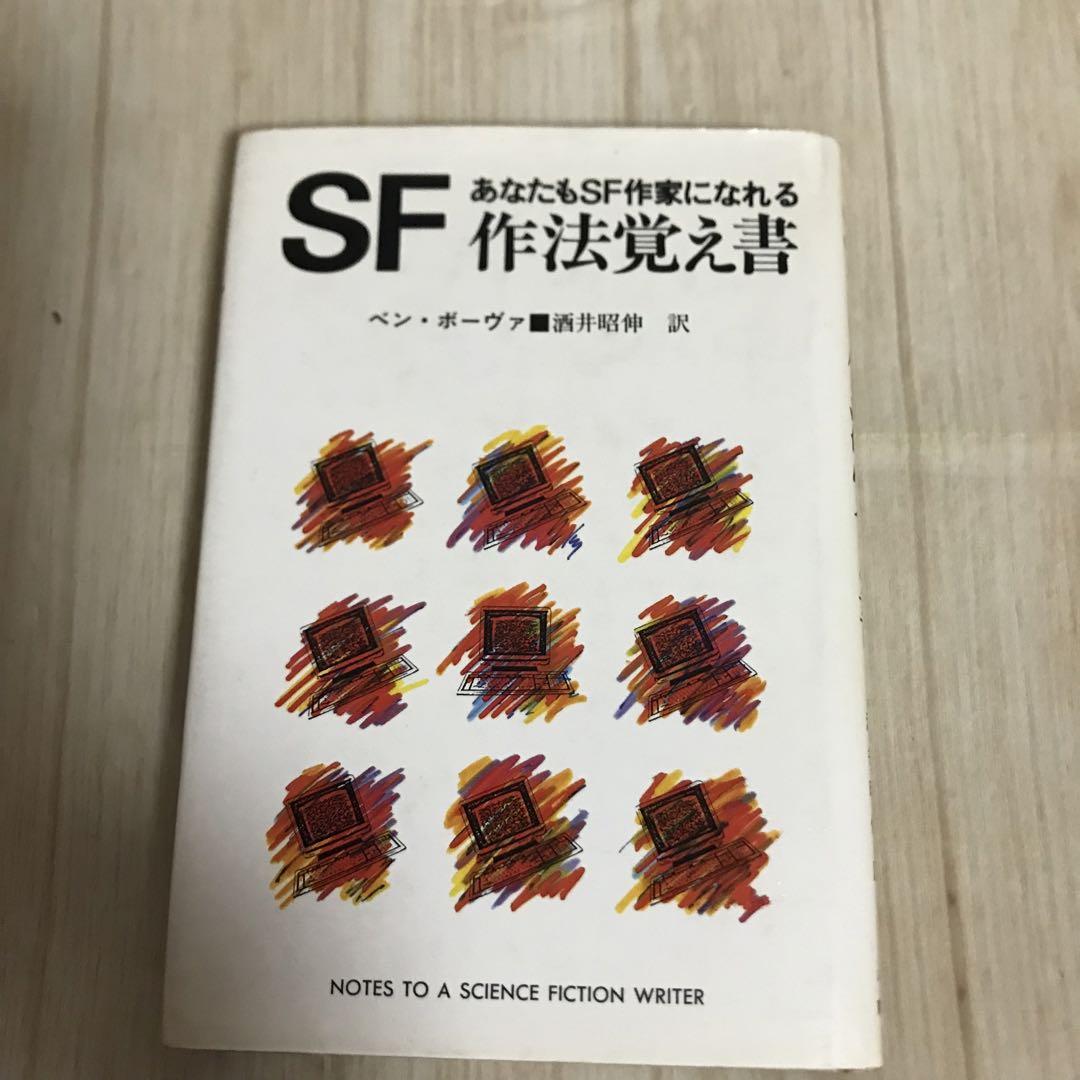 SF
あなたもSF作家になれる
作法覚え書
ベン・ボーヴァ■酒井昭伸　訳
NOTES TO A SCIENCE FICTION WRITER